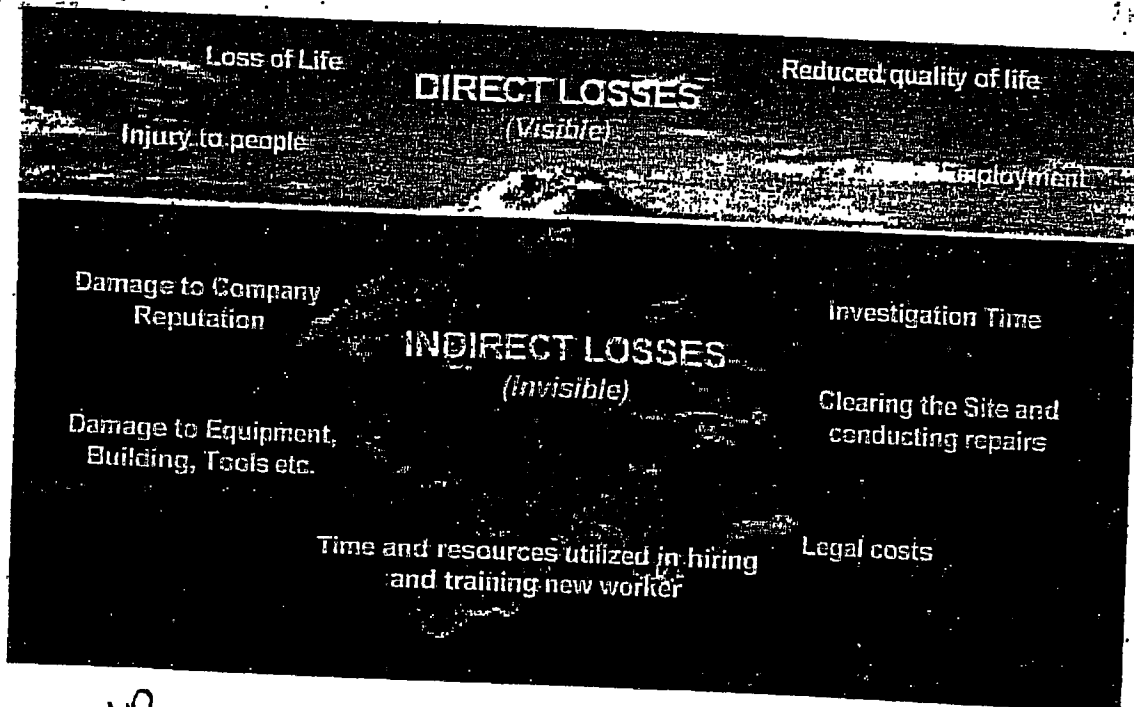 Loss of Life
DIRECT LOSSES
(Visible)
Reduced quality of life
Injury to people
INDIRECT LOSSES
(Invisible)
Damage to Company
Reputation
Investigation Time
Damage to Equipment,
Building, Tools etc.
Clearing the Site and
conducting repairs
Time and resources utilized in hiring
and training new worker
Legal costs